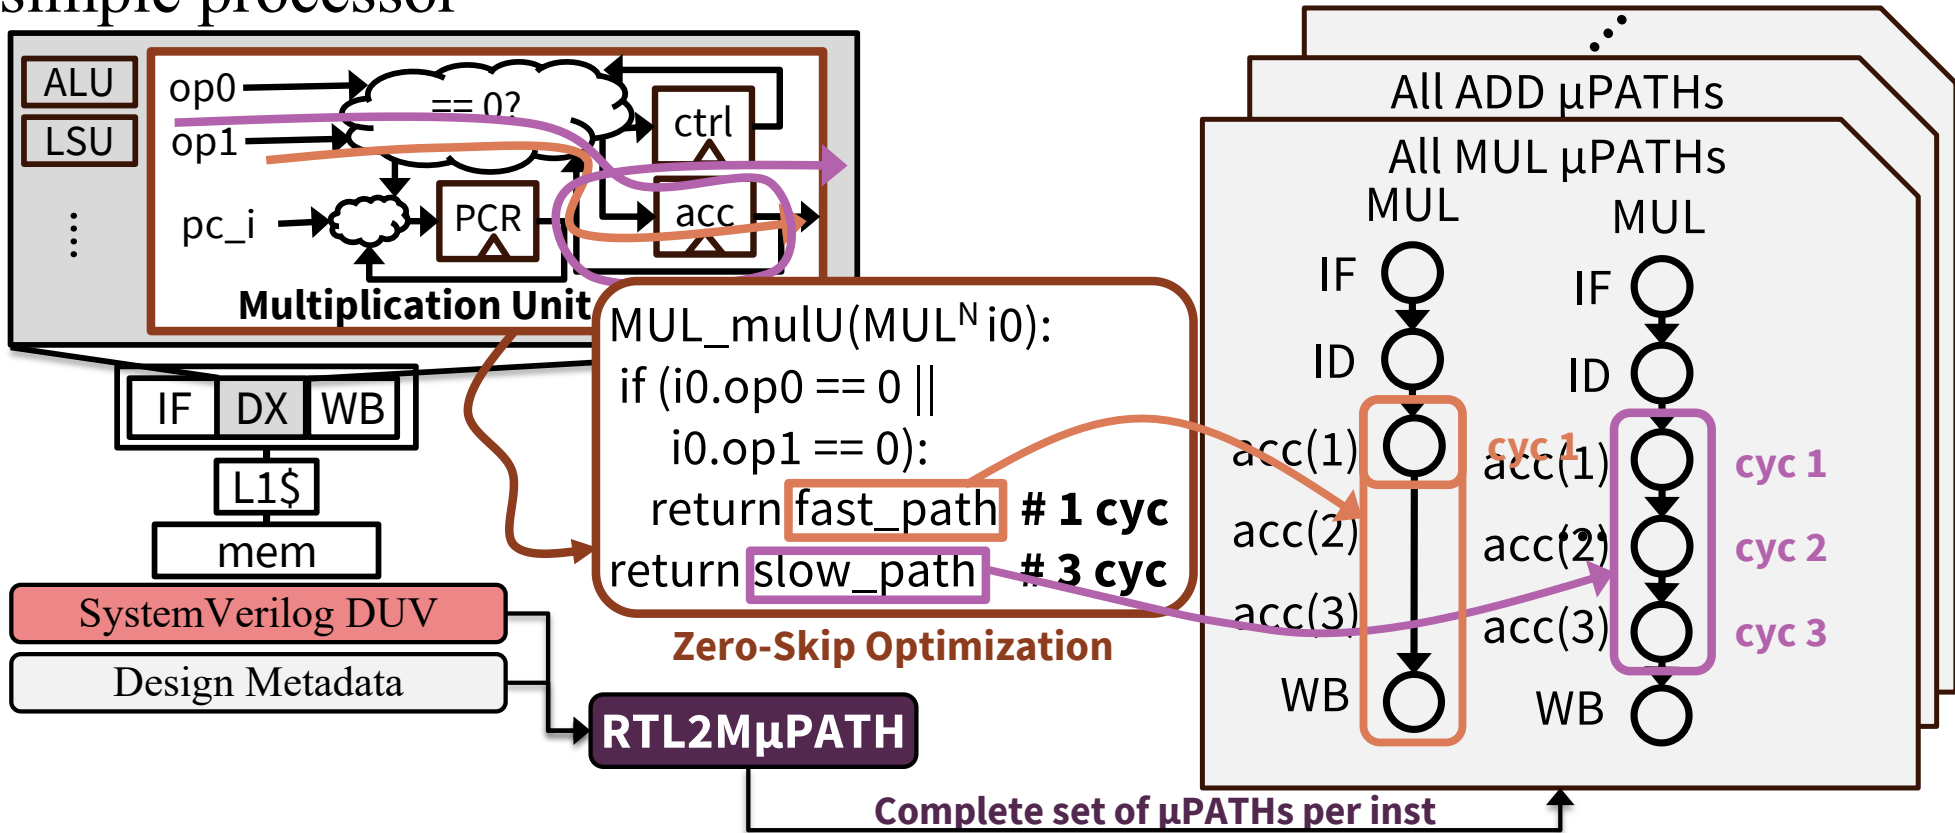 simple processor
ALU
LSU
op0
op1
pc_i
== 0?
ctrl
PCR
acc
Multiplication Unit
IF
DX
WB
L1$
mem
SystemVerilog DUV
Design Metadata
MUL_mulU(MULᴺ i0):
if (i0.op0 == 0 ||
i0.op1 == 0):
return fast_path # 1 cyc
return slow_path # 3 cyc
Zero-Skip Optimization
RTL2MµPATH
Complete set of µPATHs per inst
All ADD µPATHs
All MUL µPATHs
MUL
IF
ID
acc(1)
cyc 1
acc(2)
acc(3)
WB
MUL
IF
ID
acc(1)
cyc 1
acc(2)
cyc 2
acc(3)
cyc 3
WB